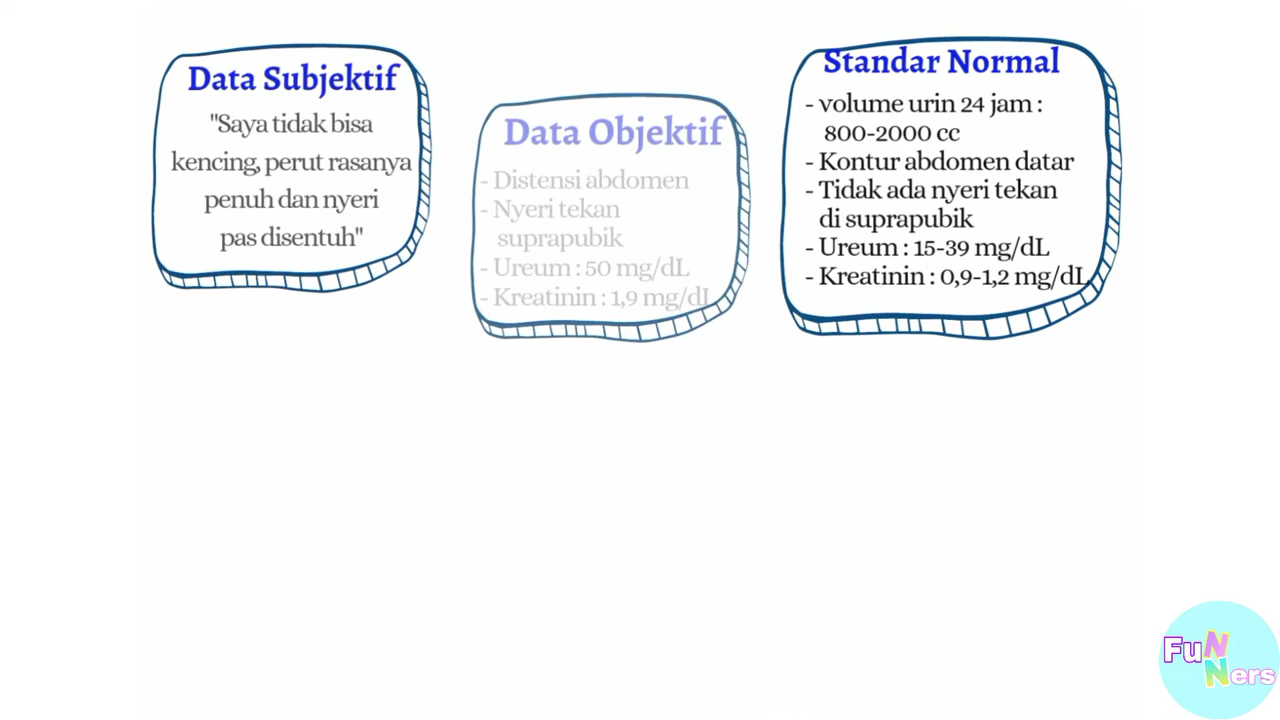 Data Subjektif
"Saya tidak bisa
kencing, perut rasanya
penuh dan nyeri
pas disentuh"
Data Objektif
- Distensi abdomen
- Nyeri tekan
suprapubik
- Ureum : 50 mg/dL
- Kreatinin : 1,9 mg/dL
Standar Normal
- volume urin 24 jam :
800-2000 cc
- Kontur abdomen datar
- Tidak ada nyeri tekan
di suprapubik
- Ureum : 15-39 mg/dL
- Kreatinin : 0,9-1,2 mg/dL
FuN
Ners